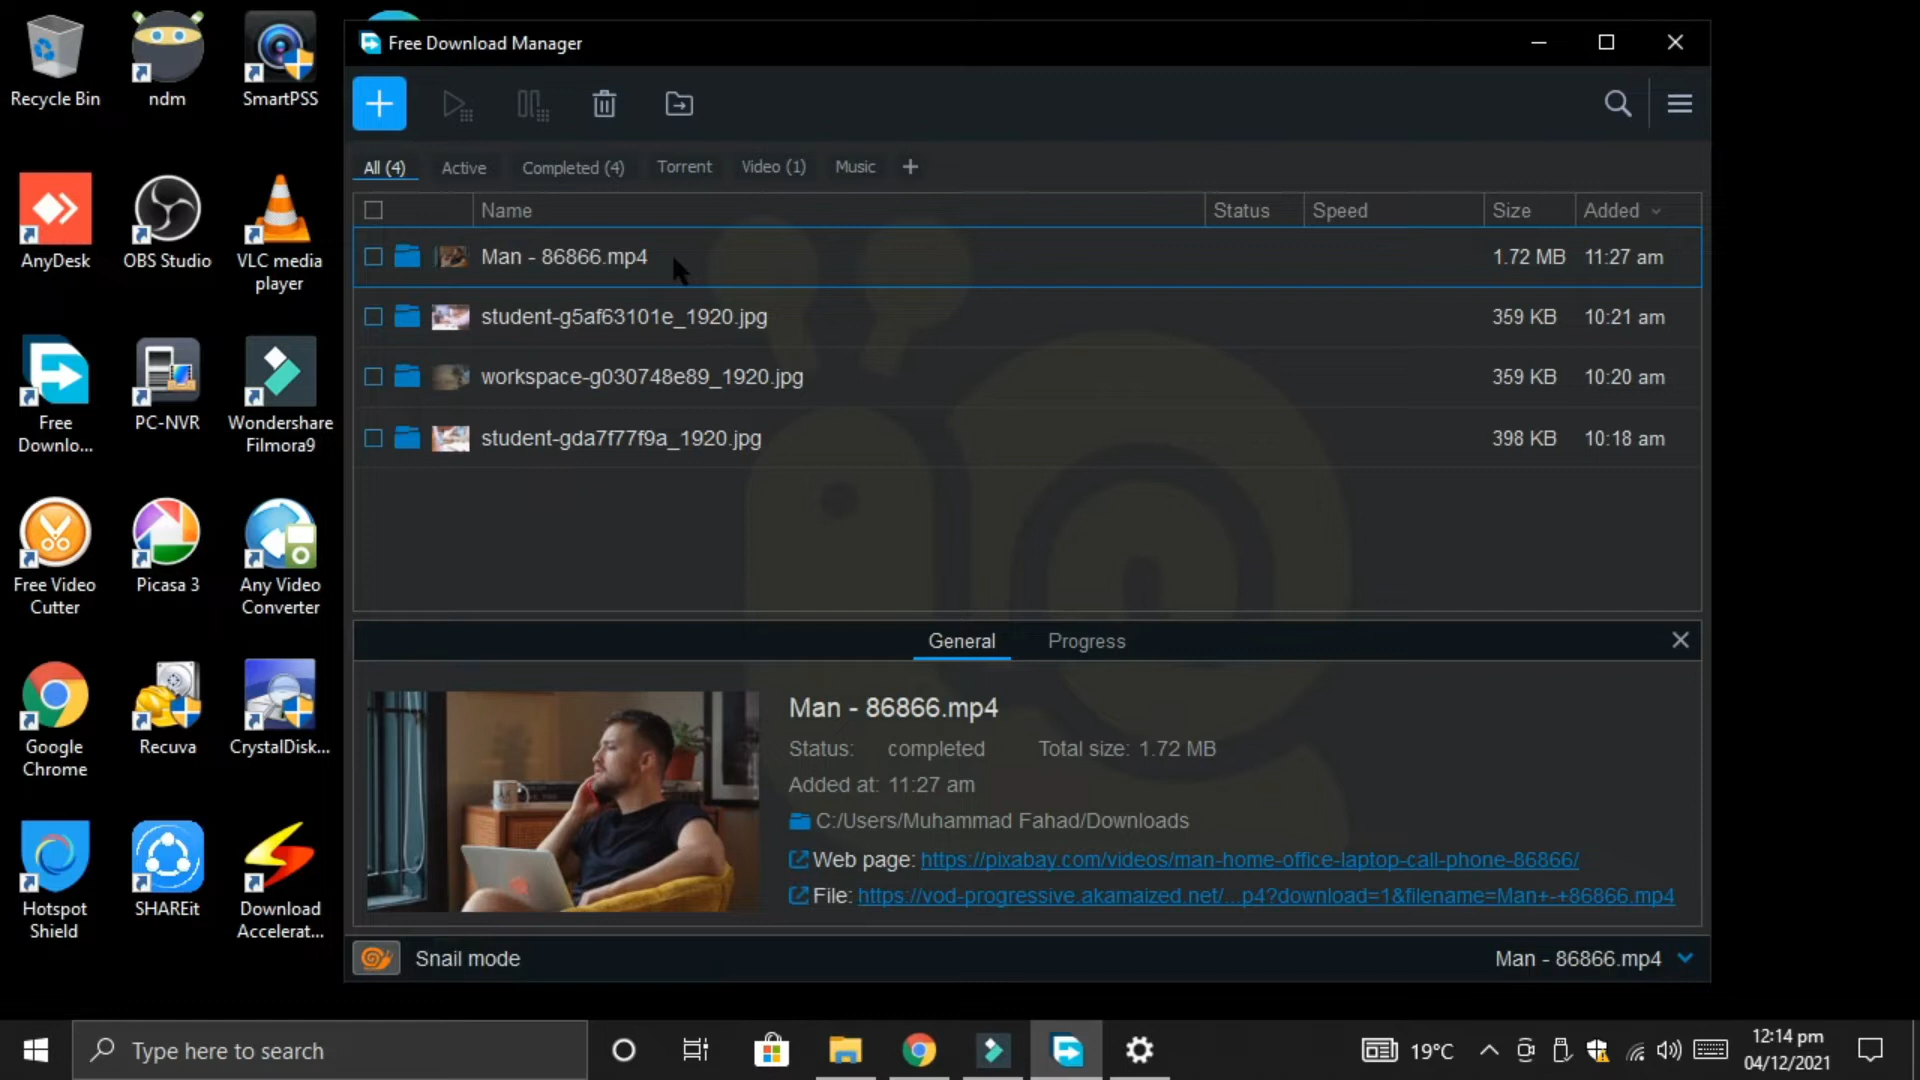 Recycle Bin
ndm
SmartPSS
AnyDesk
OBS Studio
VLC media
player
Free
Downlo...
PC-NVR
Wondershare
Filmora9
Free Video
Cutter
Picasa 3
Any Video
Converter
Google
Chrome
Recuva
CrystalDisk...
Hotspot
Shield
SHAREit
Download
Accelerat...
Free Download Manager
All (4) Active Completed (4) Torrent Video (1) Music +
Name Status Speed Size Added
Man - 86866.mp4 1.72 MB 11:27 am
student-g5af63101e_1920.jpg 359 KB 10:21 am
workspace-g030748e89_1920.jpg 359 KB 10:20 am
student-gda7f77f9a_1920.jpg 398 KB 10:18 am
General Progress
Man - 86866.mp4
Status: completed Total size: 1.72 MB
Added at: 11:27 am
C:/Users/Muhammad Fahad/Downloads
Web page: https://pixabay.com/videos/man-home-office-laptop-call-phone-86866/
File: https://vod-progressive.akamaized.net/...p4?download=1&filename=Man+-+86866.mp4
Snail mode Man - 86866.mp4
Type here to search 19°C 12:14 pm
04/12/2021